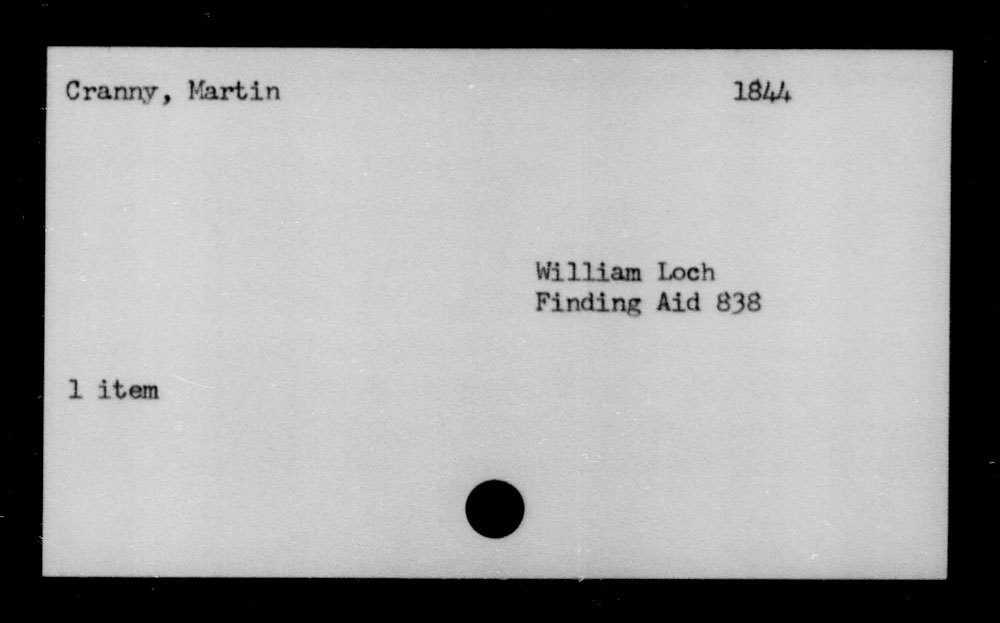 Cranny, Martin 1844
William Loch
Finding Aid 838
1 item